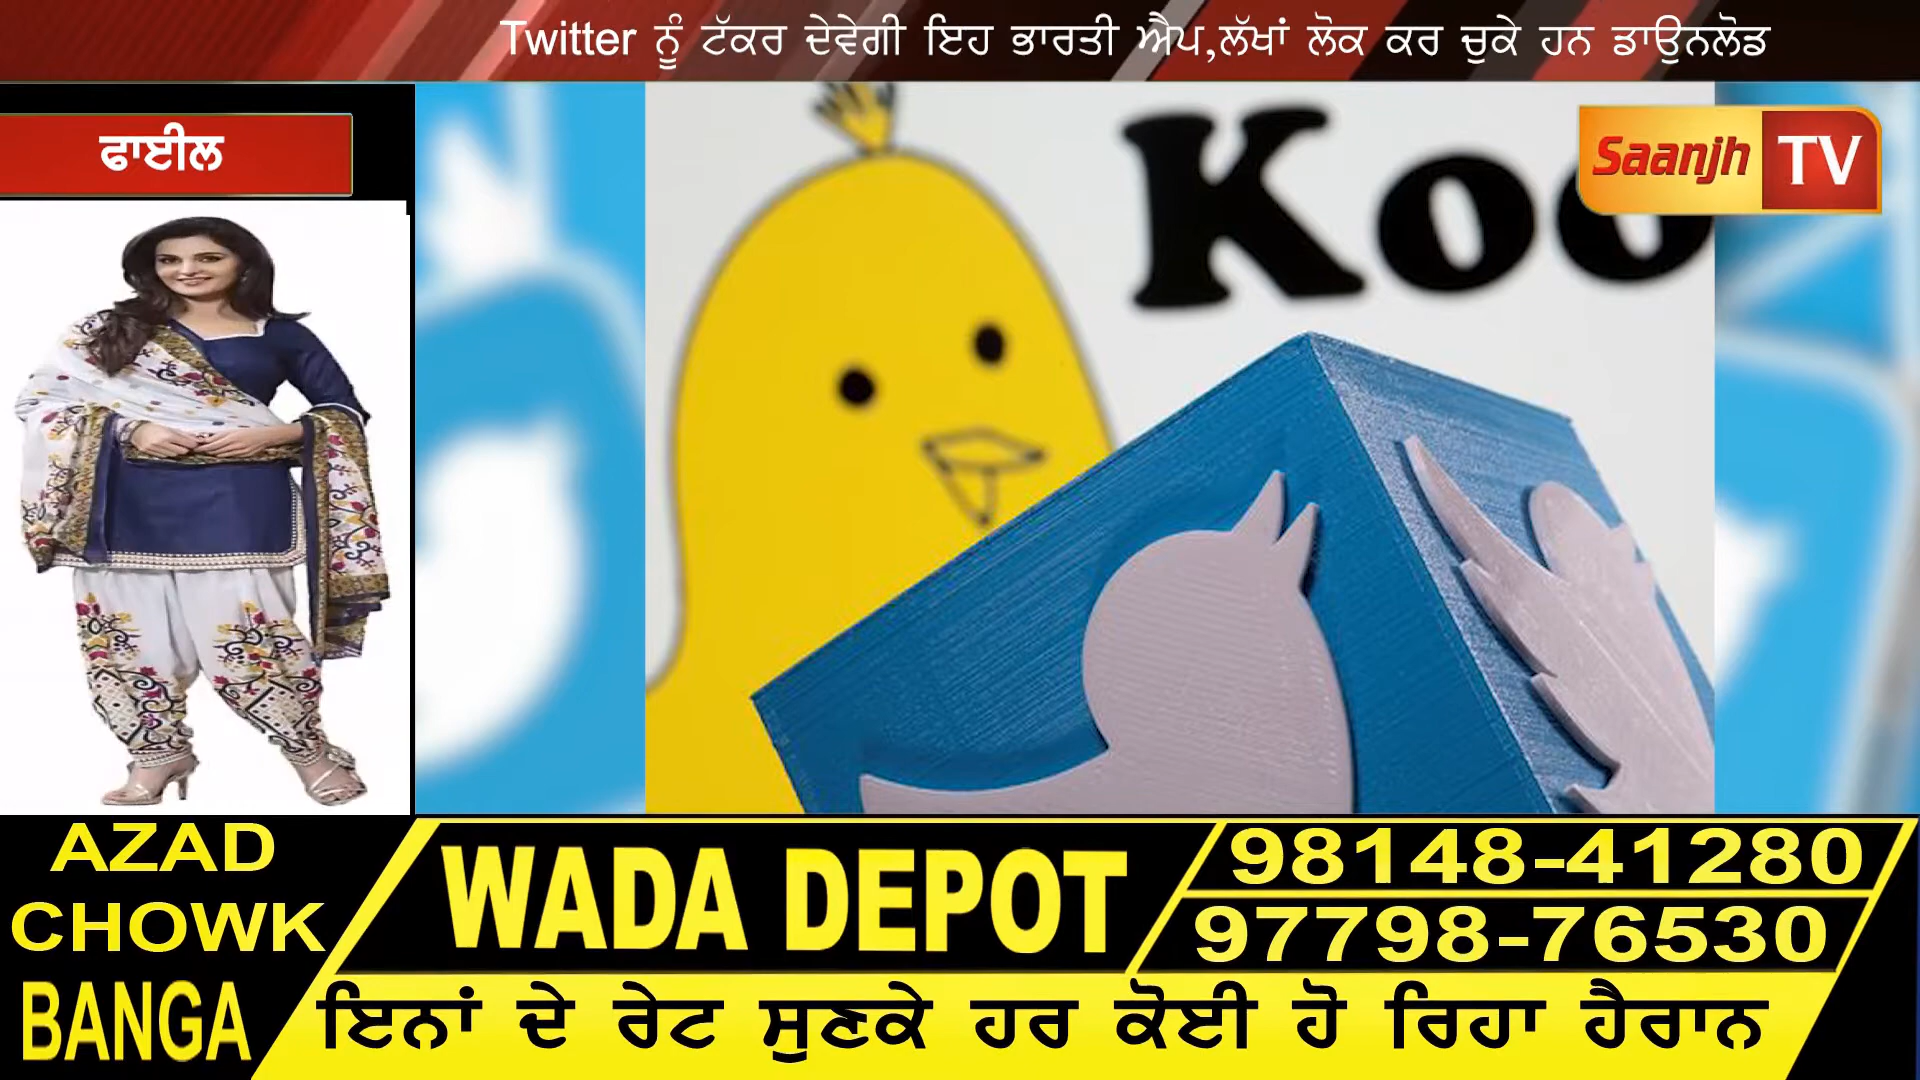 Twitter ਨੂੰ ਟੱਕਰ ਦੇਵੇਗੀ ਇਹ ਭਾਰਤੀ ਐਪ,ਲੱਖਾਂ ਲੋਕ ਕਰ ਚੁਕੇ ਹਨ ਡਾਉਨਲੋਡ
ਫਾਈਲ
Koo
Saanjh TV
AZAD
CHOWK
BANGA
WADA DEPOT
98148-41280
97798-76530
ਇਨਾਂ ਦੇ ਰੇਟ ਸੁਣਕੇ ਹਰ ਕੋਈ ਹੋ ਰਿਹਾ ਹੈਰਾਨ